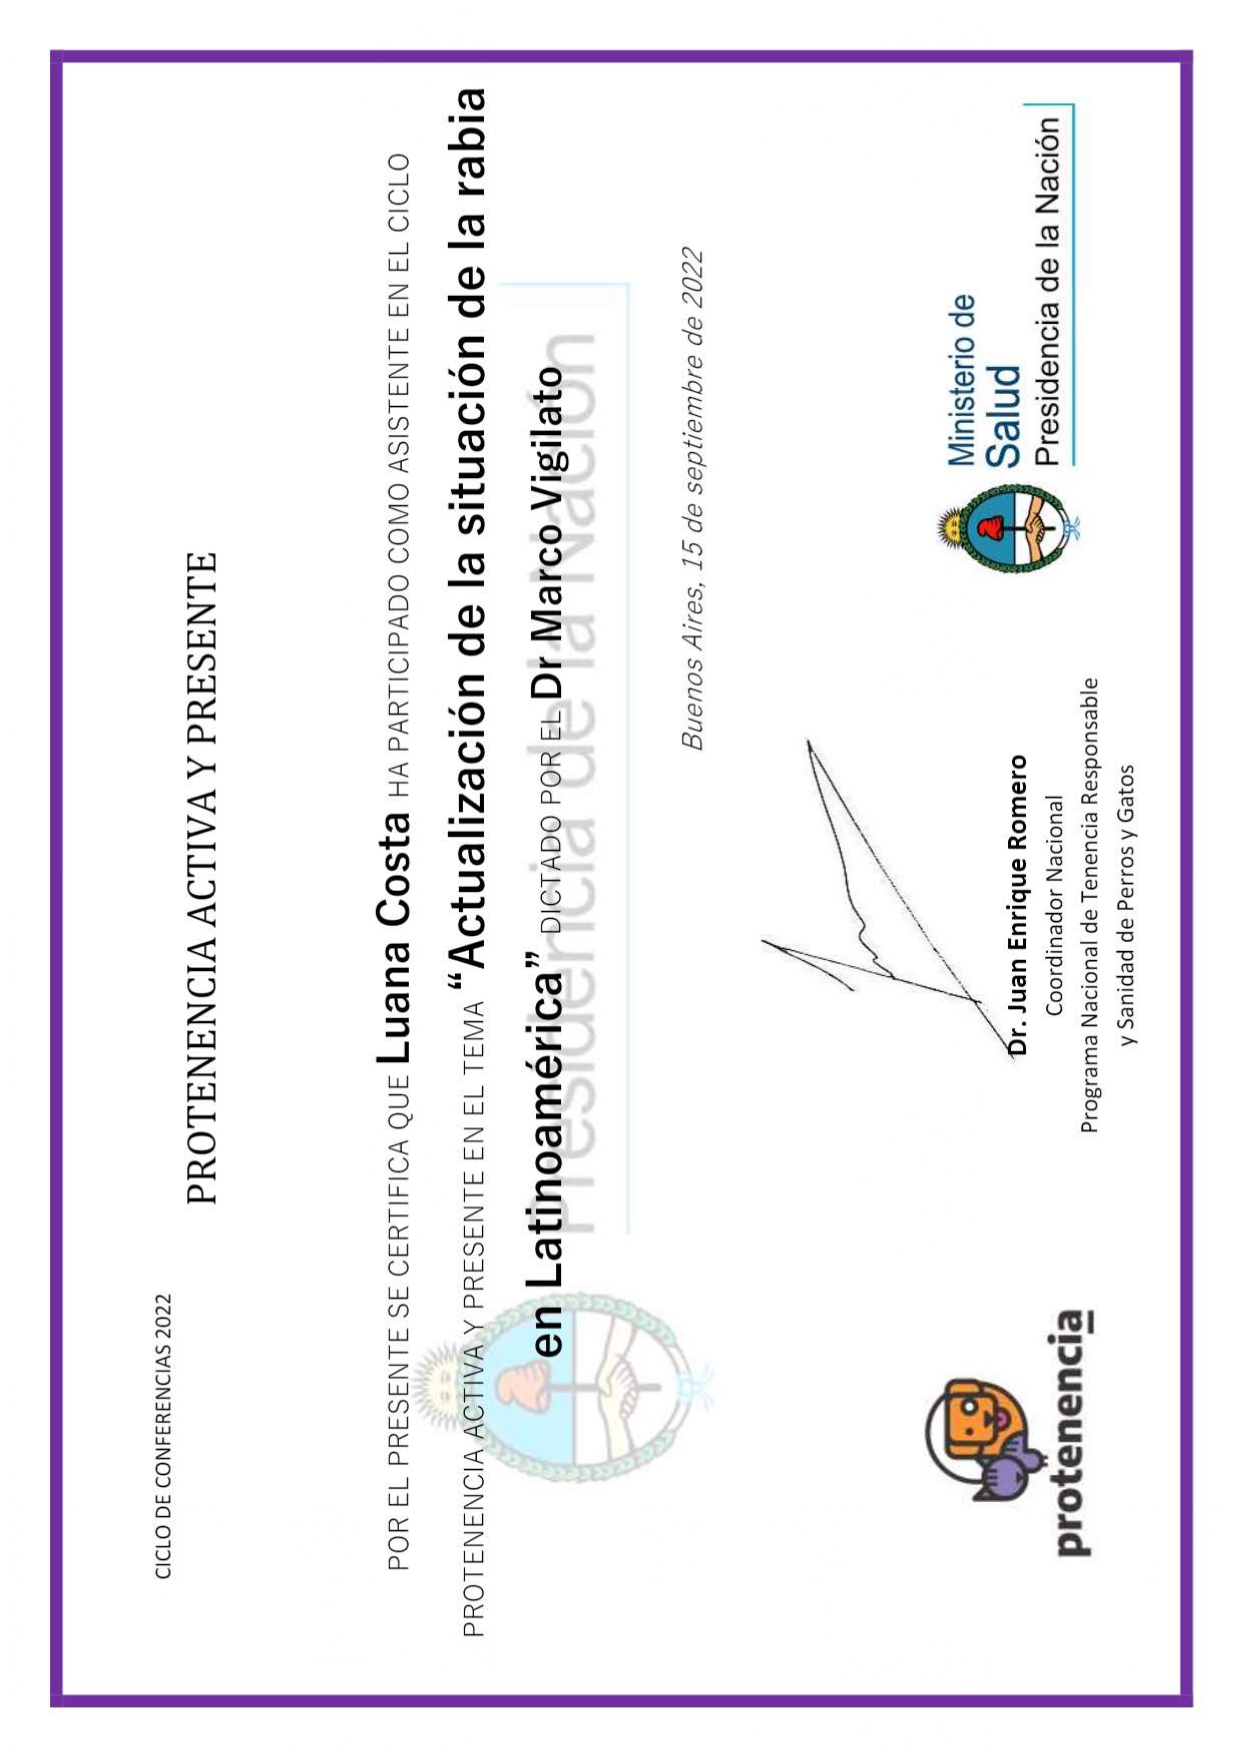 CICLO DE CONFERENCIAS 2022
PROTENENCIA ACTIVA Y PRESENTE
POR EL PRESENTE SE CERTIFICA QUE Luana Costa HA PARTICIPADO COMO ASISTENTE EN EL CICLO
PROTENENCIA ACTIVA Y PRESENTE EN EL TEMA “Actualización de la situación de la rabia
en Latinoamérica” DICTADO POR EL Dr Marco Vigilato
Presidencia de la Nación
Buenos Aires, 15 de septiembre de 2022
protenencia
Dr. Juan Enrique Romero
Coordinador Nacional
Programa Nacional de Tenencia Responsable
y Sanidad de Perros y Gatos
Ministerio de
Salud
Presidencia de la Nación